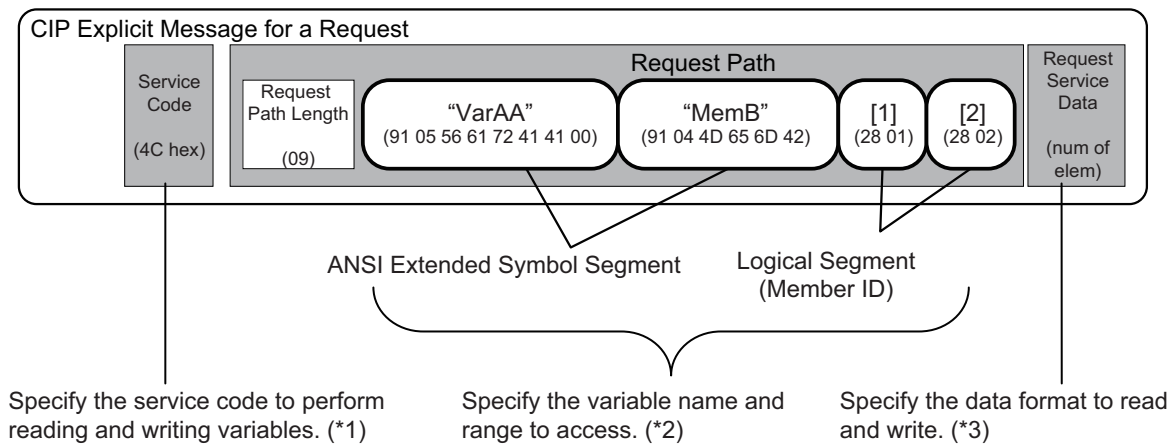 CIP Explicit Message for a Request
Service
Code
(4C hex)
Request Path
Request
Path Length
(09)
“VarAA”
(91 05 56 61 72 41 41 00)
“MemB”
(91 04 4D 65 6D 42)
[1]
(28 01)
[2]
(28 02)
Request
Service
Data
(num of
elem)
ANSI Extended Symbol Segment
Logical Segment
(Member ID)
Specify the service code to perform
reading and writing variables. (*1)
Specify the variable name and
range to access. (*2)
Specify the data format to read
and write. (*3)